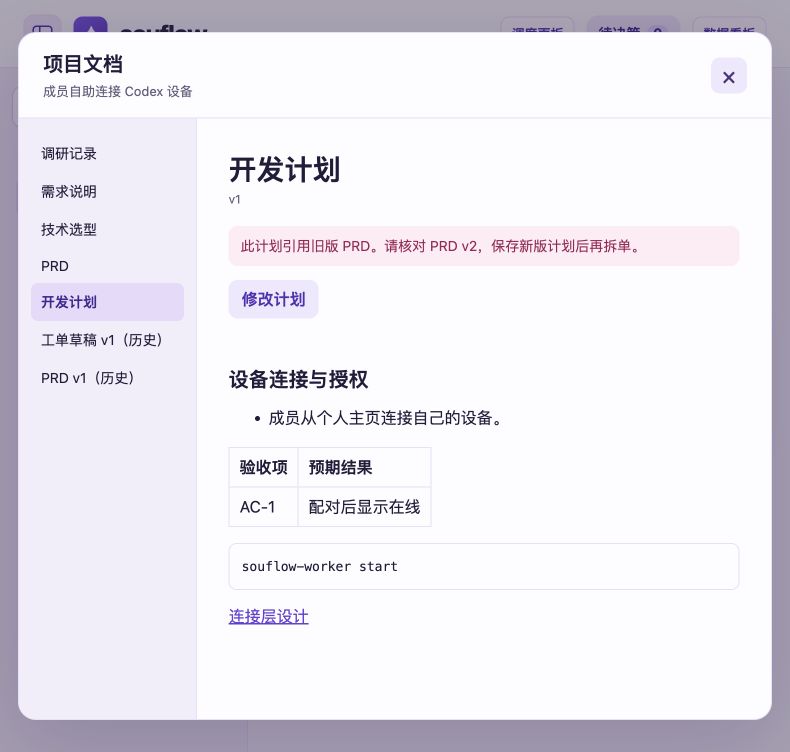 项目文档
成员自助连接 Codex 设备
×
调研记录
需求说明
技术选型
PRD
开发计划
工单草稿 v1（历史）
PRD v1（历史）
开发计划
v1
此计划引用旧版 PRD。请核对 PRD v2，保存新版计划后再拆单。
修改计划
设备连接与授权
• 成员从个人主页连接自己的设备。
验收项 预期结果
AC-1 配对后显示在线
souflow-worker start
连接层设计